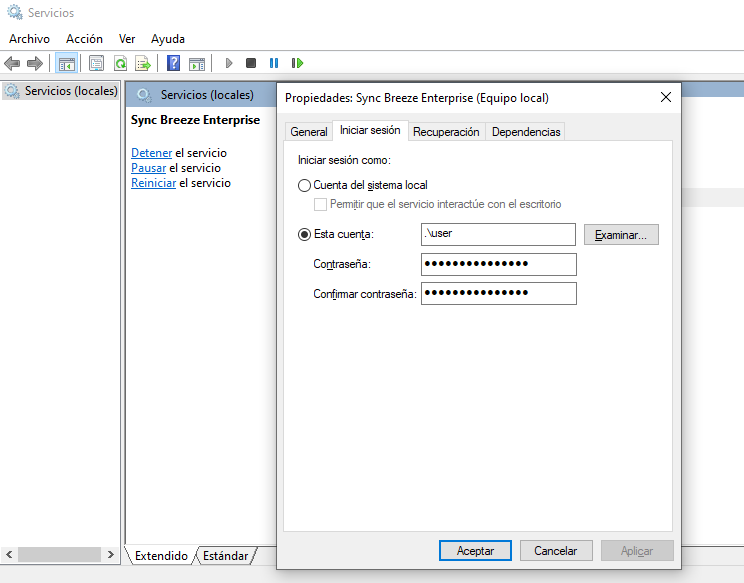 Servicios
Archivo Acción Ver Ayuda
Servicios (locales)
Servicios (locales)
Sync Breeze Enterprise
Detener el servicio
Pausar el servicio
Reiniciar el servicio
Extendido Estándar
Propiedades: Sync Breeze Enterprise (Equipo local)
General Iniciar sesión Recuperación Dependencias
Iniciar sesión como:
Cuenta del sistema local
Permitir que el servicio interactúe con el escritorio
Esta cuenta: .\user Examinar...
Contraseña: ●●●●●●●●●●●●●●●
Confirmar contraseña: ●●●●●●●●●●●●●●●
Aceptar Cancelar Aplicar